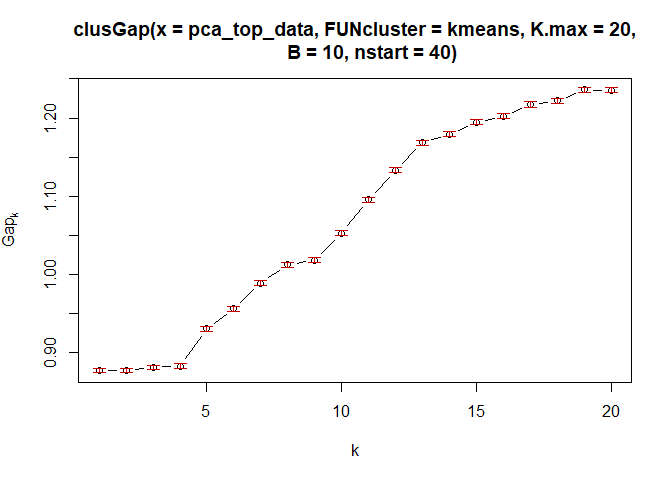 clusGap(x = pca_top_data, FUNcluster = kmeans, K.max = 20,
B = 10, nstart = 40)
1.20
1.10
1.00
0.90
Gapk
5 10 15 20
k